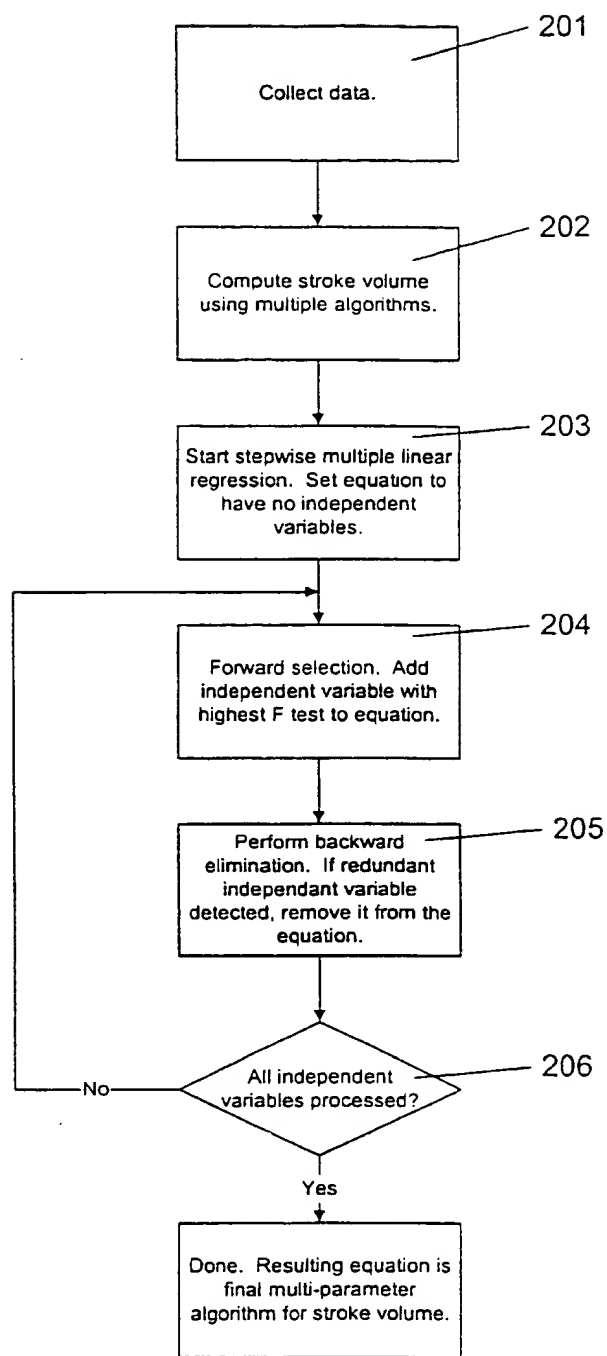 201
Collect data.
202
Compute stroke volume
using multiple algorithms.
203
Start stepwise multiple linear
regression. Set equation to
have no independent
variables.
204
Forward selection. Add
independent variable with
highest F test to equation.
205
Perform backward
elimination. If redundant
independant variable
detected, remove it from the
equation.
206
All independent
variables processed?
No
Yes
Done. Resulting equation is
final multi-parameter
algorithm for stroke volume.